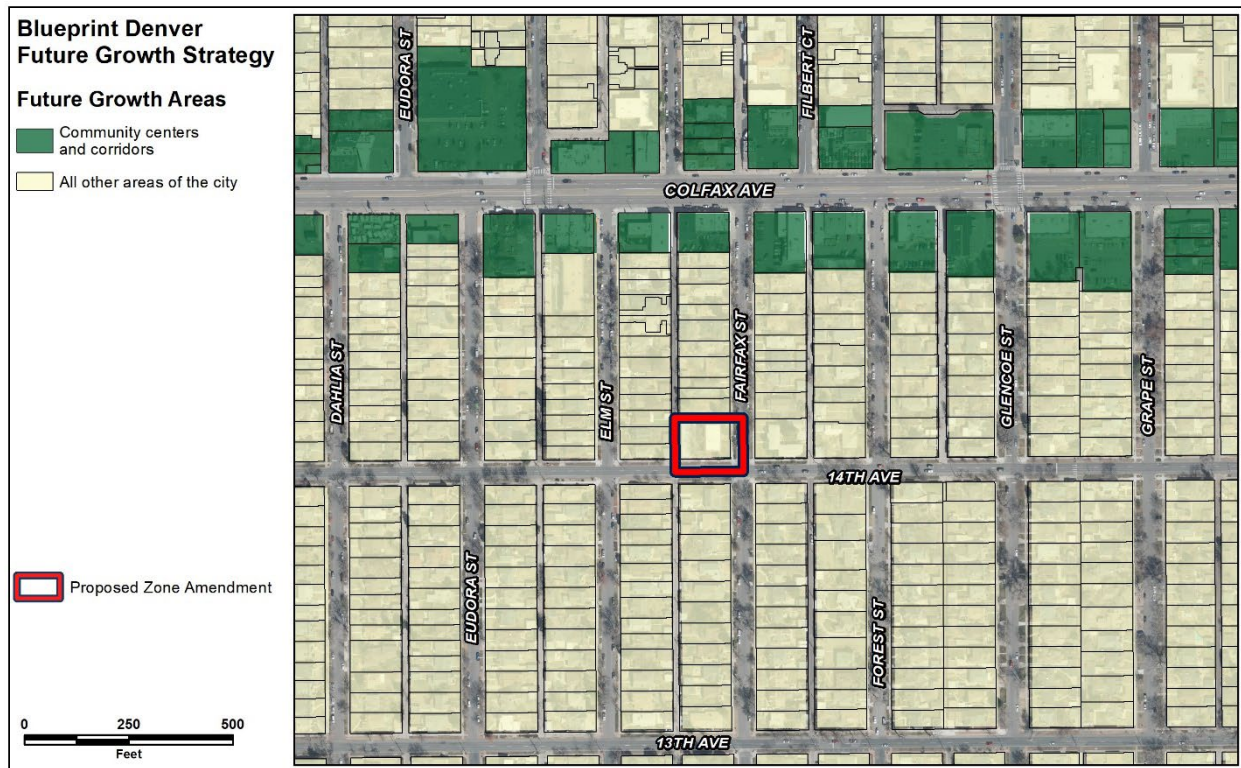 Blueprint Denver
Future Growth Strategy
Future Growth Areas
Community centers
and corridors
All other areas of the city
Proposed Zone Amendment
0 250 500
Feet
EUDORA ST
FILBERT CT
COLFAX AVE
DAHLIA ST
ELM ST
FAIRFAX ST
GLENCOE ST
GRAPE ST
14TH AVE
EUDORA ST
FOREST ST
13TH AVE